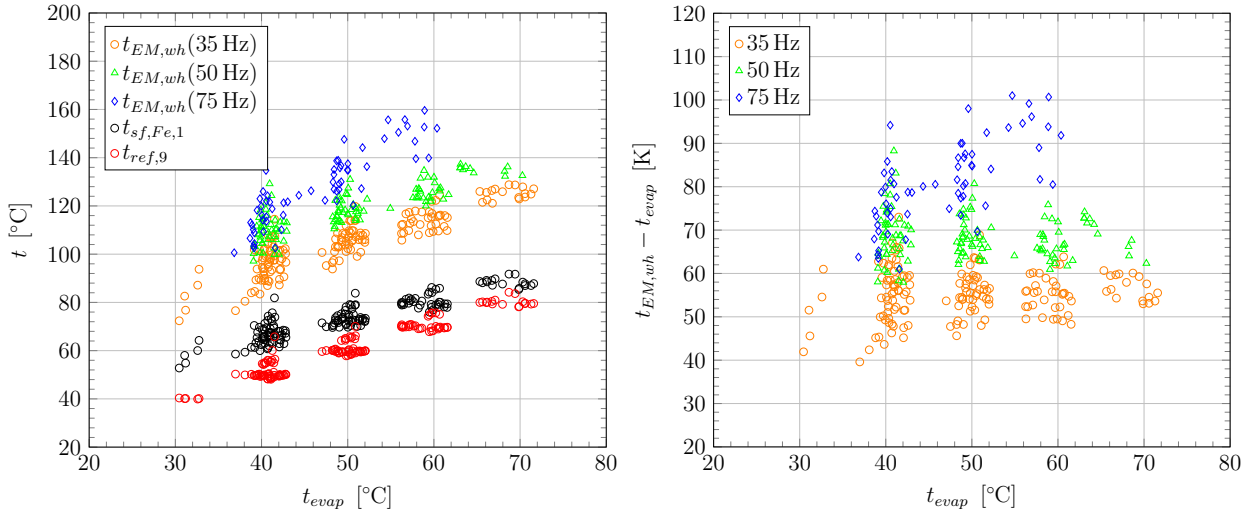 200
180
160
140
120
100
80
60
40
20
t [°C]
t_{EM,wh}(35 Hz)
t_{EM,wh}(50 Hz)
t_{EM,wh}(75 Hz)
t_{sf,Fe,1}
t_{ref,9}
20 30 40 50 60 70 80
t_{evap} [°C]
120
110
100
90
80
70
60
50
40
30
20
t_{EM,wh} − t_{evap} [K]
35 Hz
50 Hz
75 Hz
20 30 40 50 60 70 80
t_{evap} [°C]